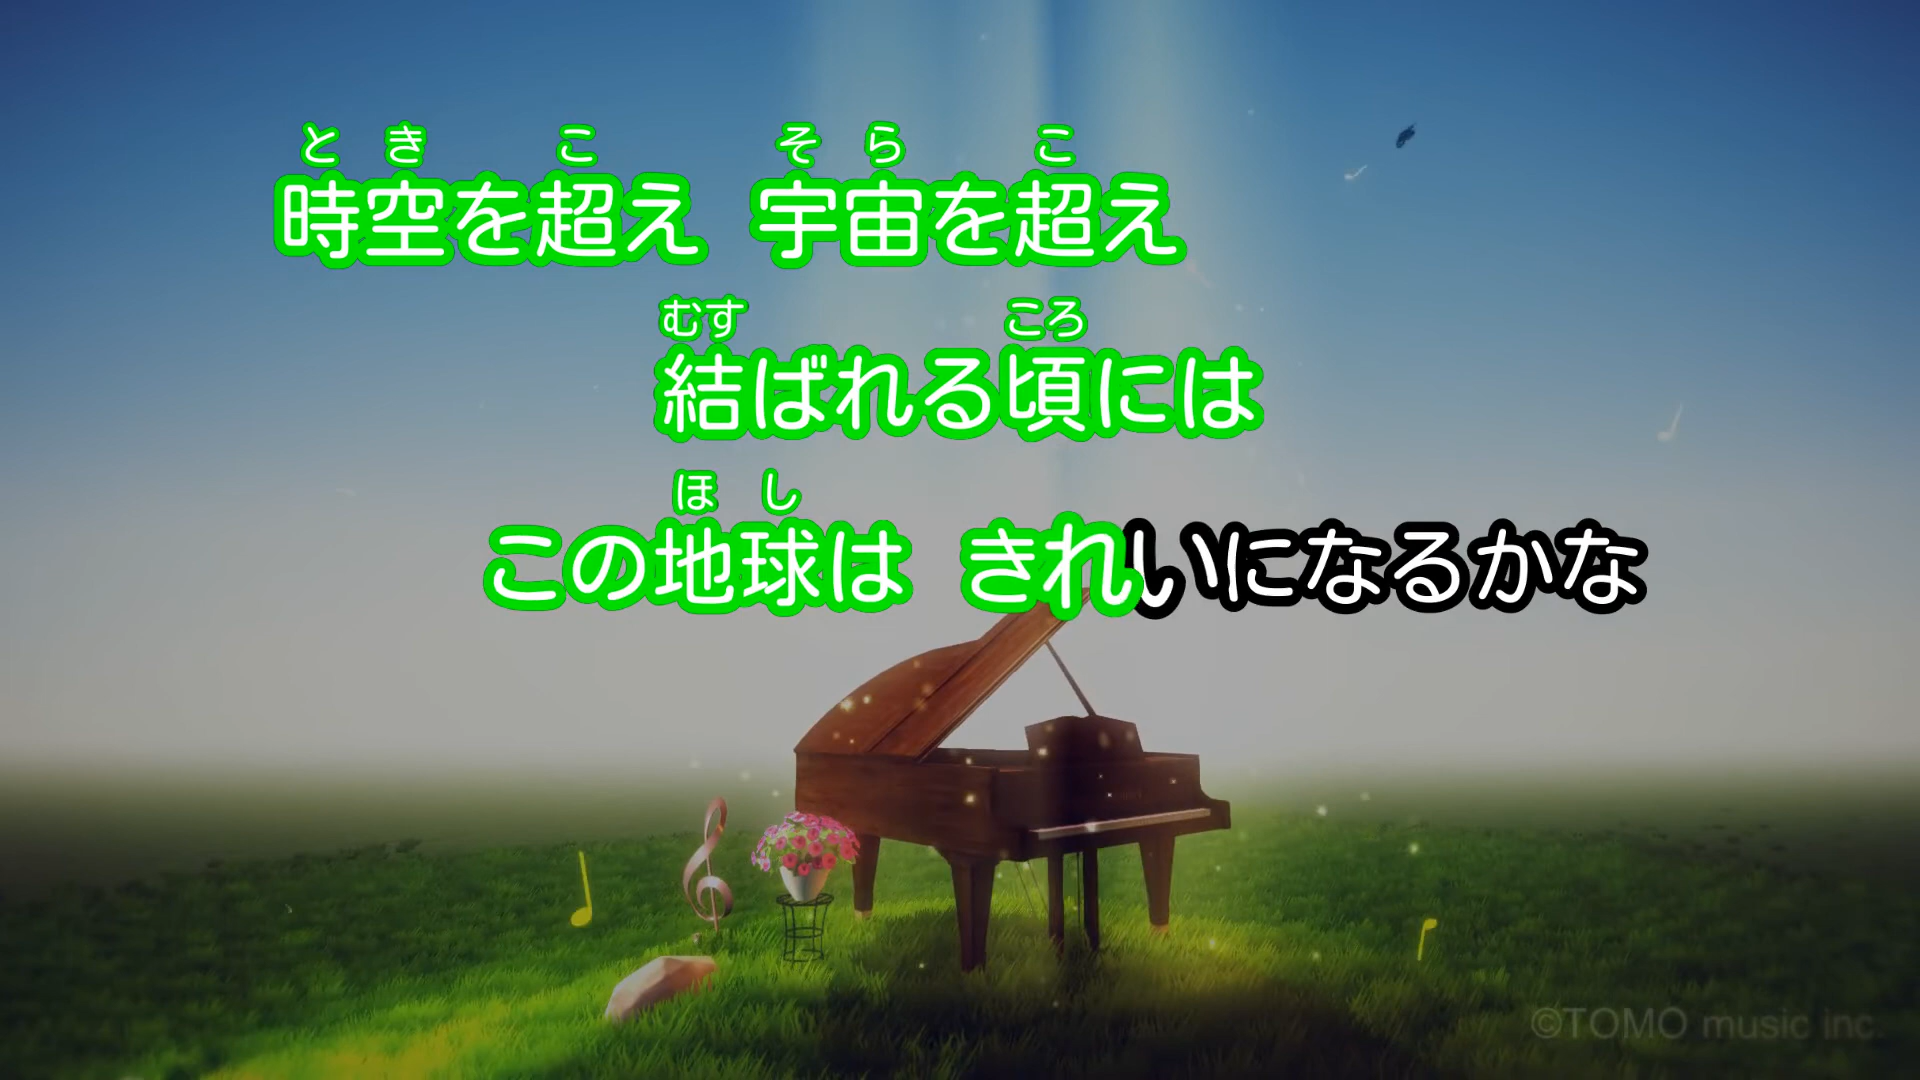 とき こ そら こ
時空を超え 宇宙を超え
むす ころ
結ばれる頃には
ほし
この地球は きれいになるかな
©TOMO music inc.